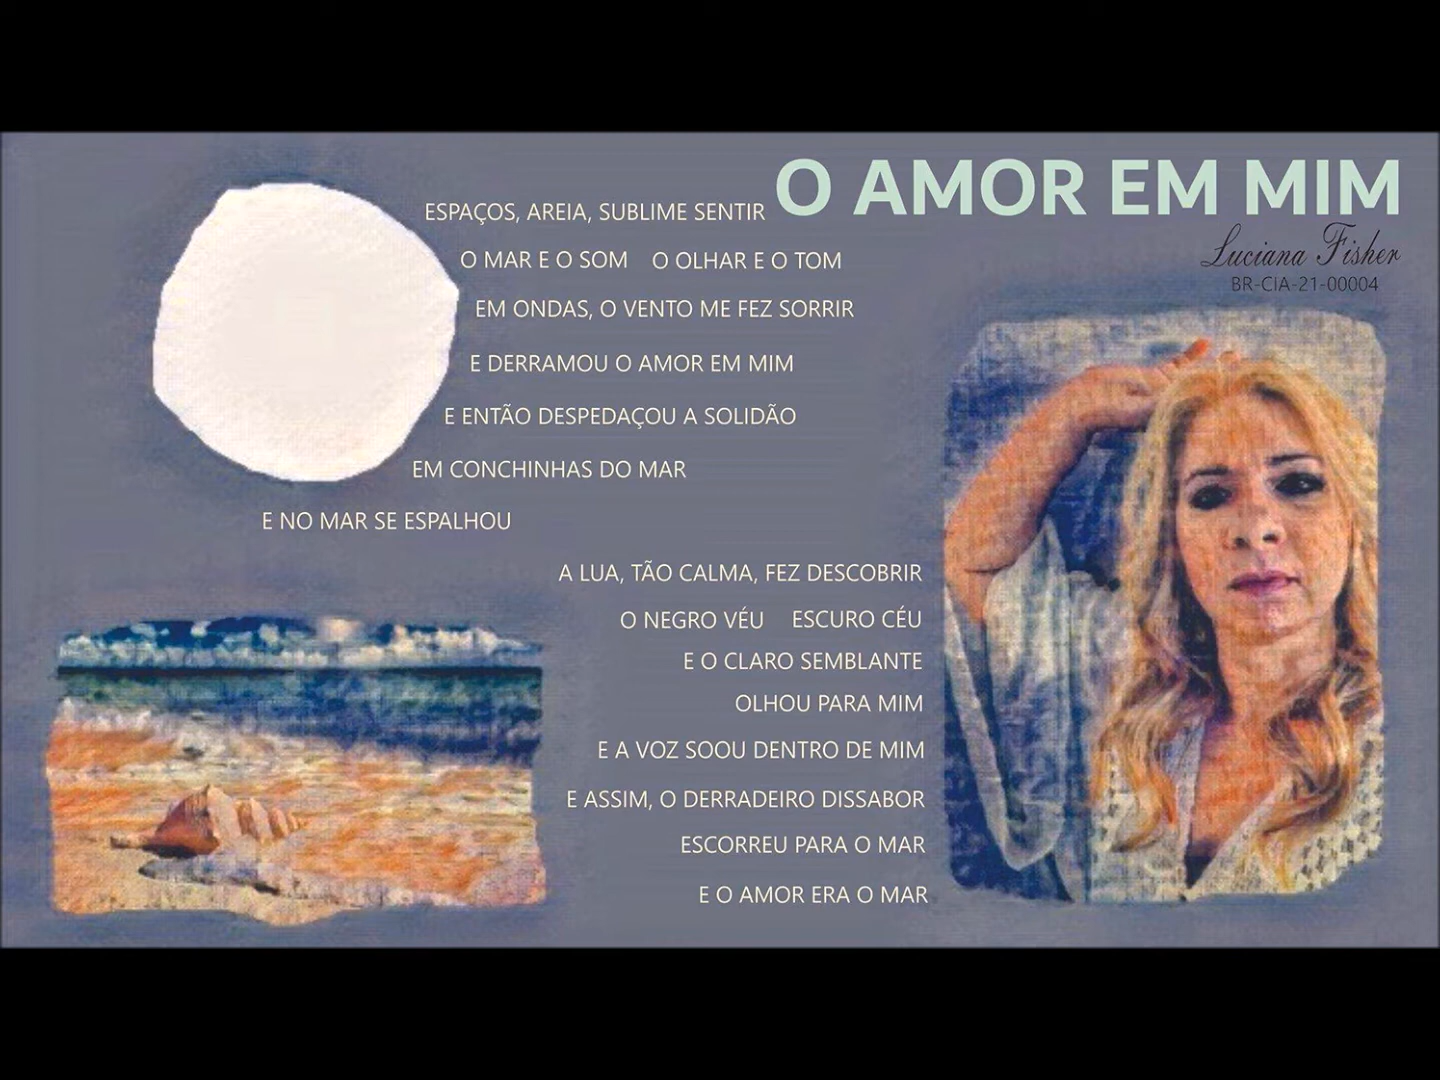 O AMOR EM MIM
Luciana Fisher
BR-CIA-21-00004
ESPAÇOS, AREIA, SUBLIME SENTIR
O MAR E O SOM O OLHAR E O TOM
EM ONDAS, O VENTO ME FEZ SORRIR
E DERRAMOU O AMOR EM MIM
E ENTÃO DESPEDAÇOU A SOLIDÃO
EM CONCHINHAS DO MAR
E NO MAR SE ESPALHOU
A LUA, TÃO CALMA, FEZ DESCOBRIR
O NEGRO VÉU ESCURO CÉU
E O CLARO SEMBLANTE
OLHOU PARA MIM
E A VOZ SOOU DENTRO DE MIM
E ASSIM, O DERRADEIRO DISSABOR
ESCORREU PARA O MAR
E O AMOR ERA O MAR